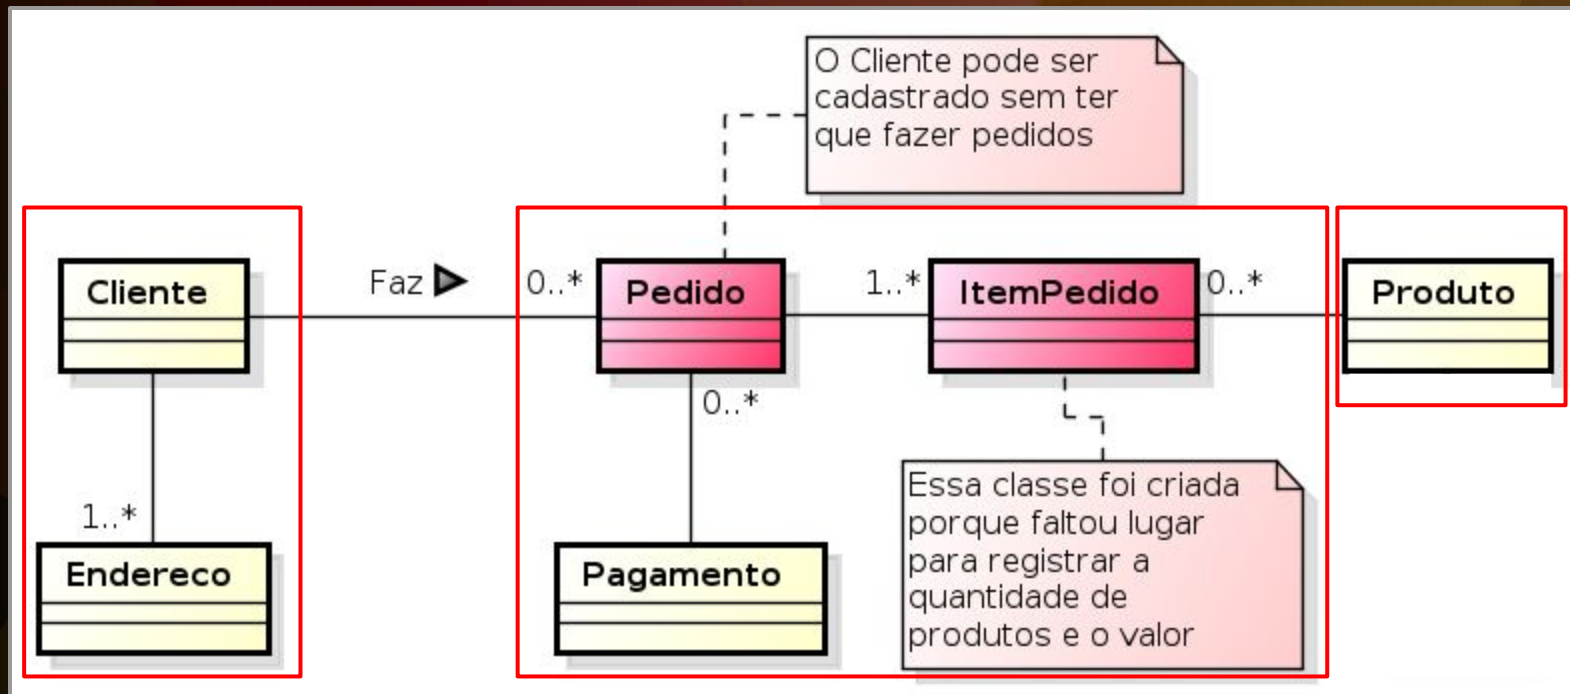 O Cliente pode ser
cadastrado sem ter
que fazer pedidos
Cliente
Faz
0..*
Pedido
1..*
ItemPedido
0..*
Produto
0..*
1..*
Endereco
Pagamento
Essa classe foi criada
porque faltou lugar
para registrar a
quantidade de
produtos e o valor